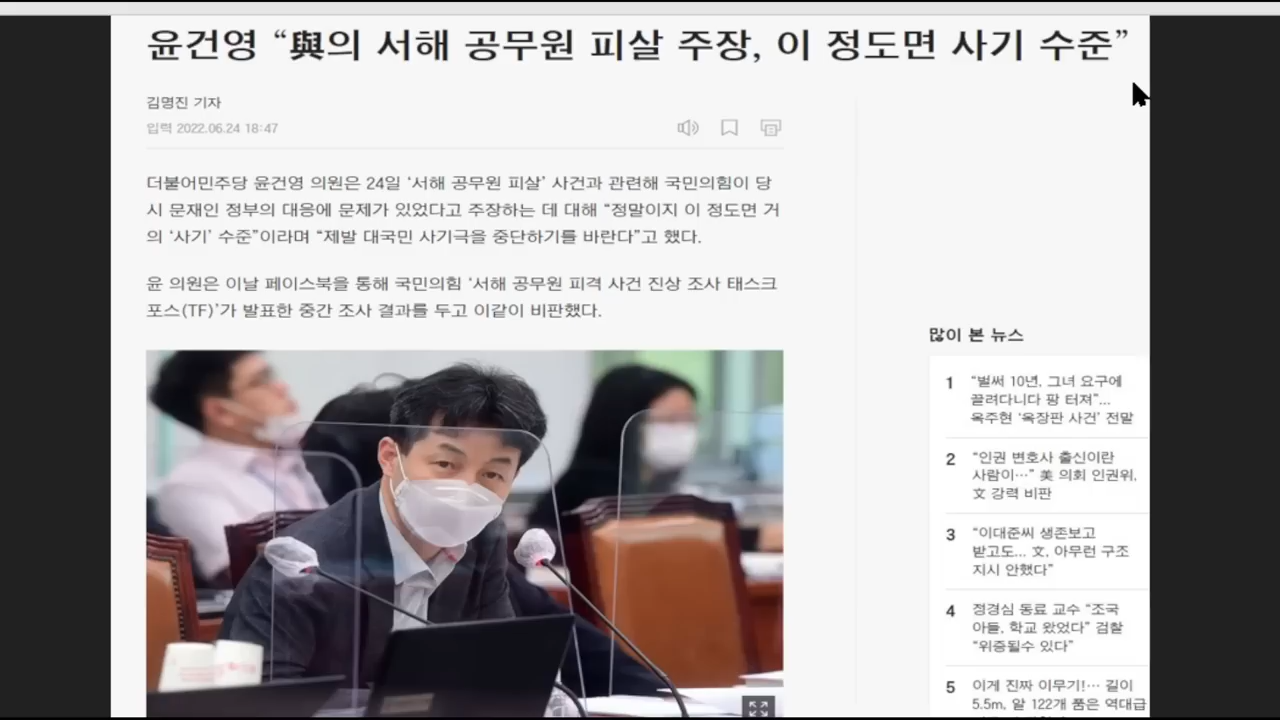 윤건영 “與의 서해 공무원 피살 주장, 이 정도면 사기 수준”
김명진 기자
입력 2022.06.24 18:47
더불어민주당 윤건영 의원은 24일 ‘서해 공무원 피살’ 사건과 관련해 국민의힘이 당
시 문재인 정부의 대응에 문제가 있었다고 주장하는 데 대해 “정말이지 이 정도면 거
의 ‘사기’ 수준”이라며 “제발 대국민 사기극을 중단하기를 바란다”고 했다.
윤 의원은 이날 페이스북을 통해 국민의힘 ‘서해 공무원 피격 사건 진상 조사 태스크
포스(TF)’가 발표한 중간 조사 결과를 두고 이같이 비판했다.
많이 본 뉴스
1 “벌써 10년, 그녀 요구에
끌려다니다 팡 터져”...
옥주현 ‘옥장판 사건’ 전말
2 “인권 변호사 출신이란
사람이…” 美 의회 인권위,
文 강력 비판
3 “이대준씨 생존보고
받고도... 文, 아무런 구조
지시 안했다”
4 정경심 동료 교수 “조국
아들, 학교 왔었다” 검찰
“위증될수 있다”
5 이게 진짜 이무기!… 길이
5.5m, 알 122개 품은 역대급